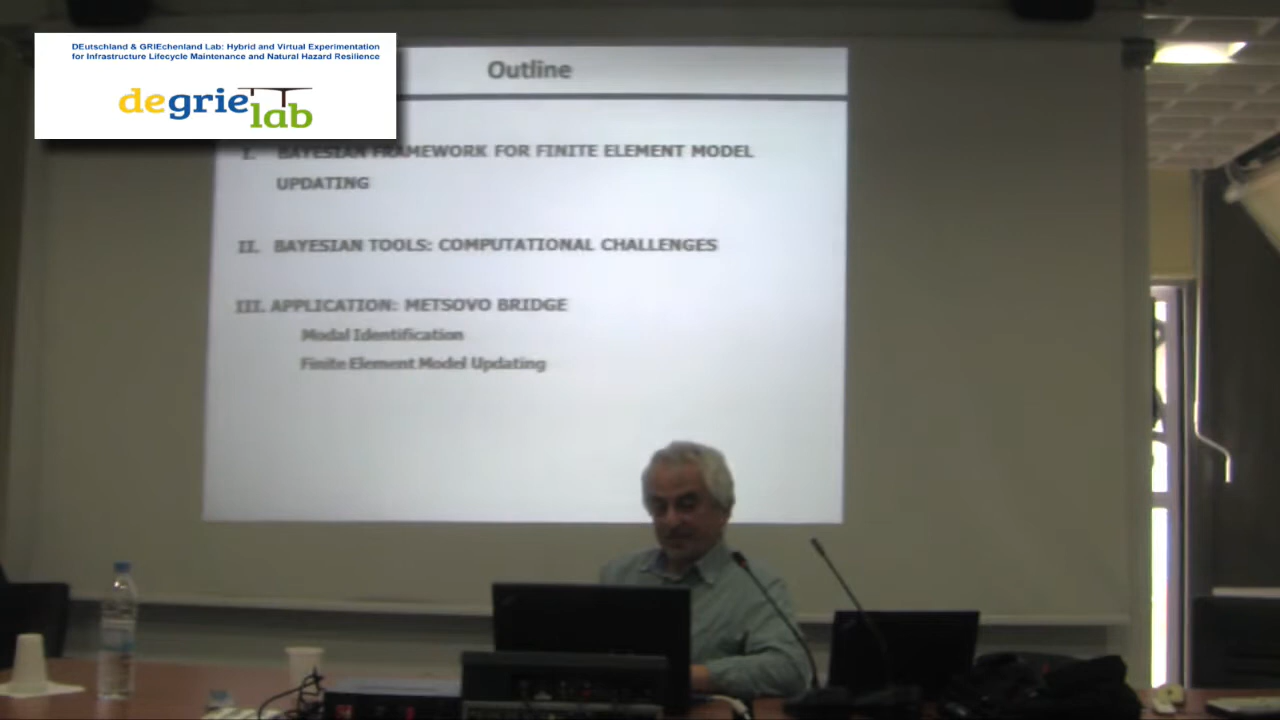 DEutschland & GRIEchenland Lab: Hybrid and Virtual Experimentation
for Infrastructure Lifecycle Maintenance and Natural Hazard Resilience
degrie lab
Outline
I. BAYESIAN FRAMEWORK FOR FINITE ELEMENT MODEL
UPDATING
II. BAYESIAN TOOLS: COMPUTATIONAL CHALLENGES
III. APPLICATION: METSOVO BRIDGE
Modal Identification
Finite Element Model Updating